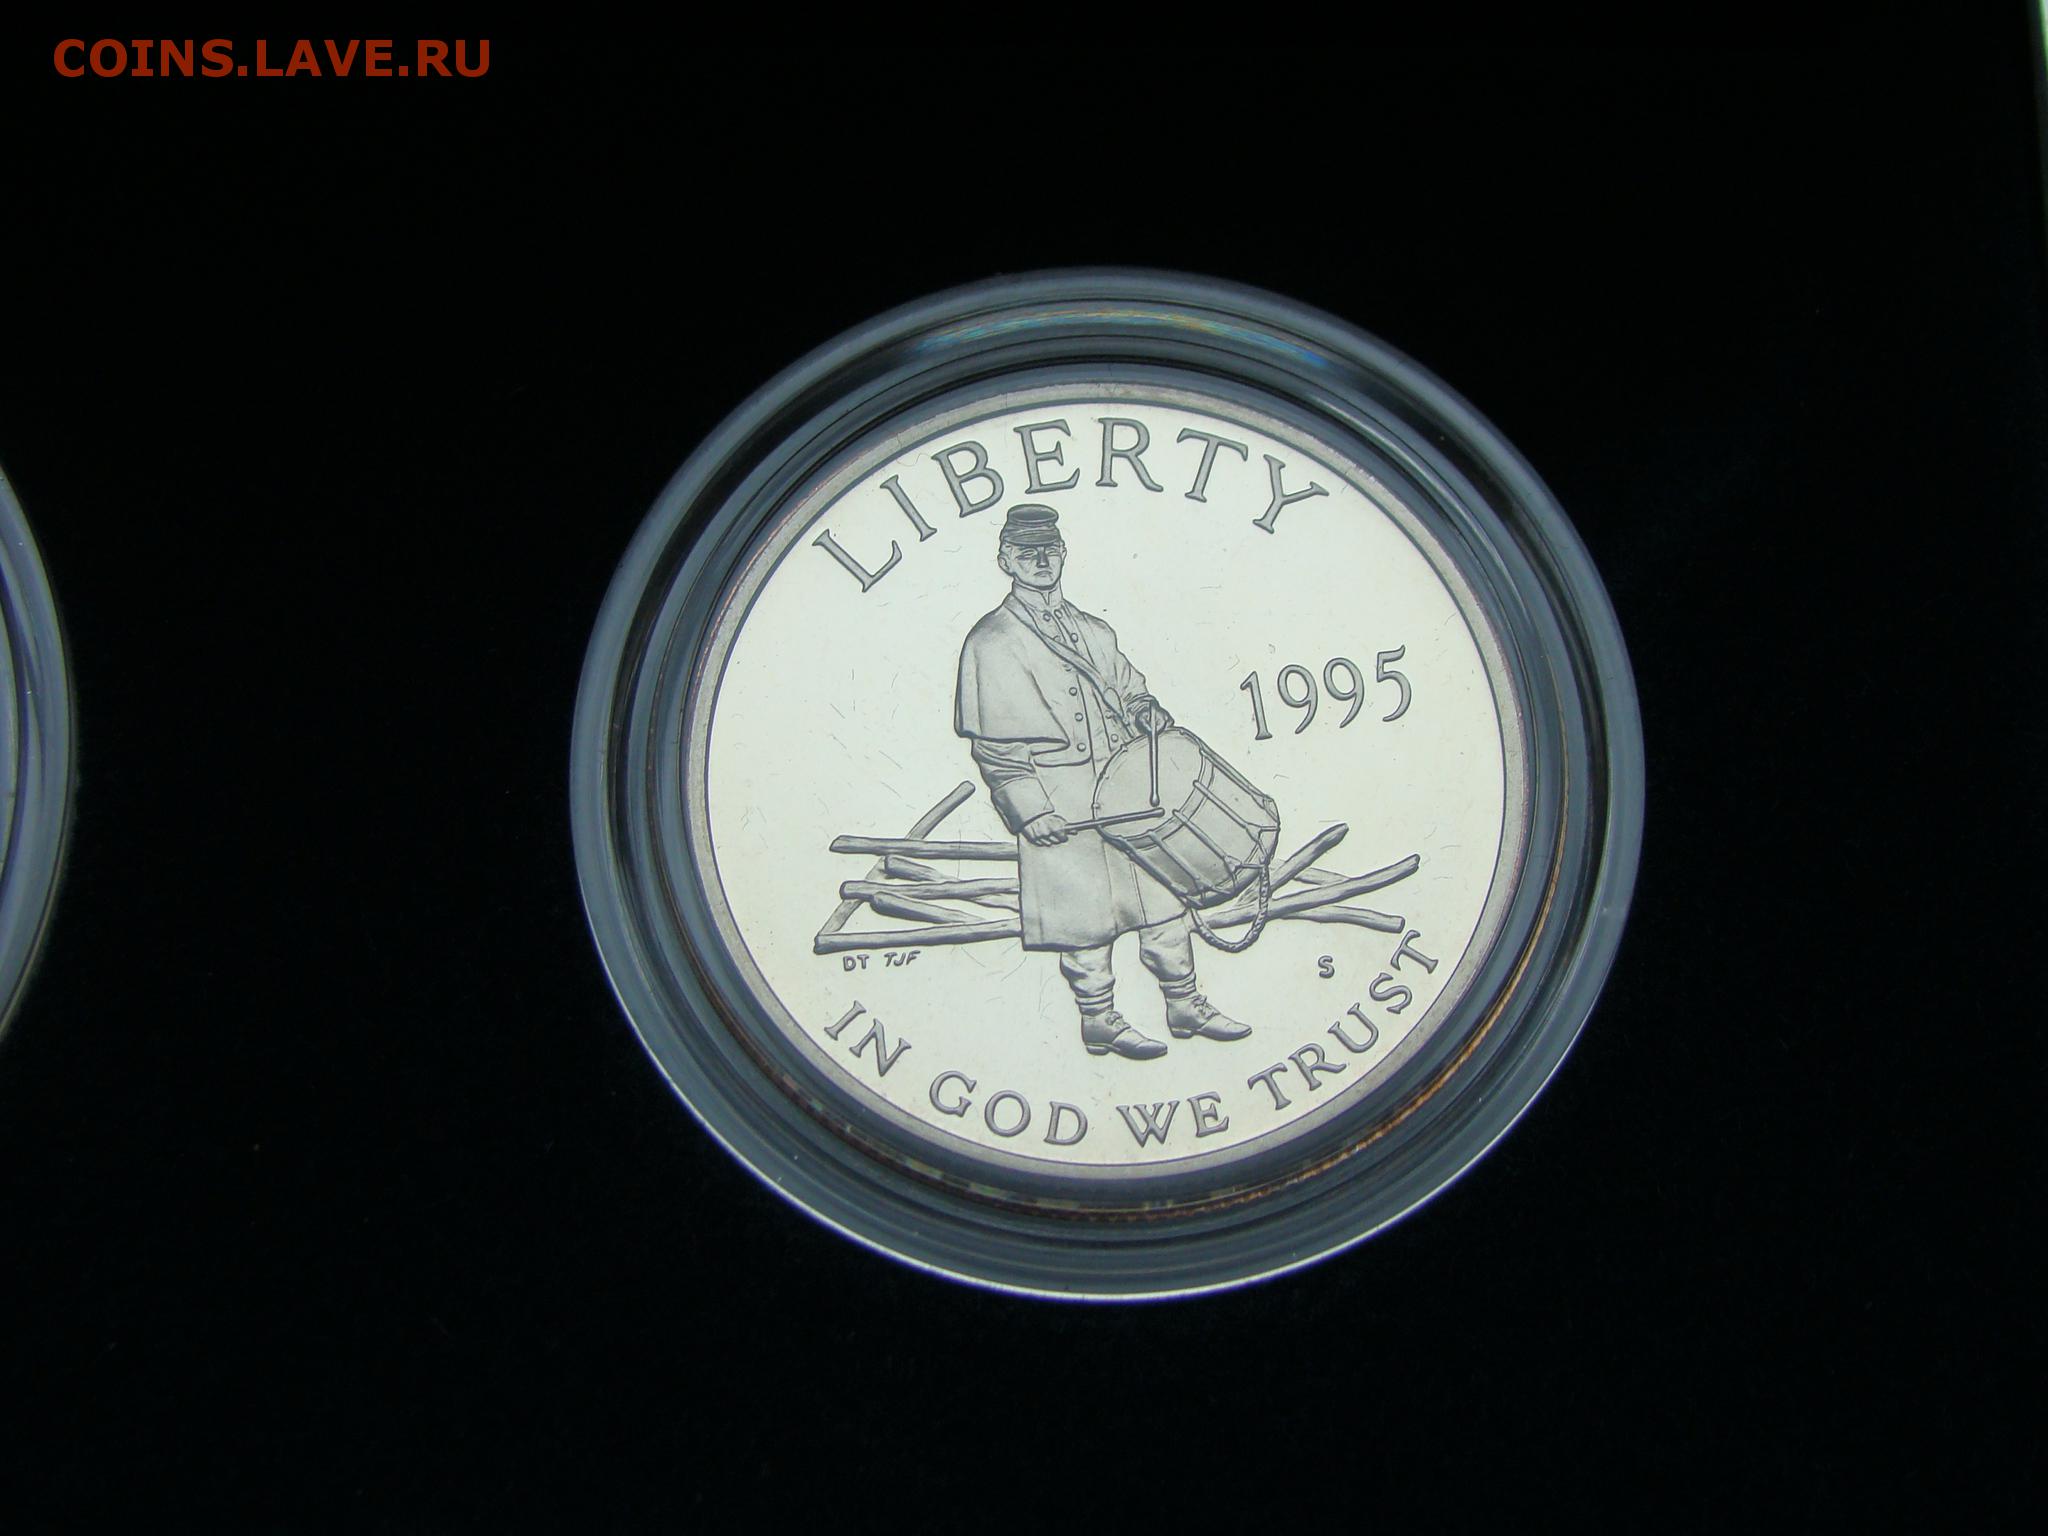 COINS.LAVE.RU
LIBERTY
1995
DT TJF
S
IN GOD WE TRUST